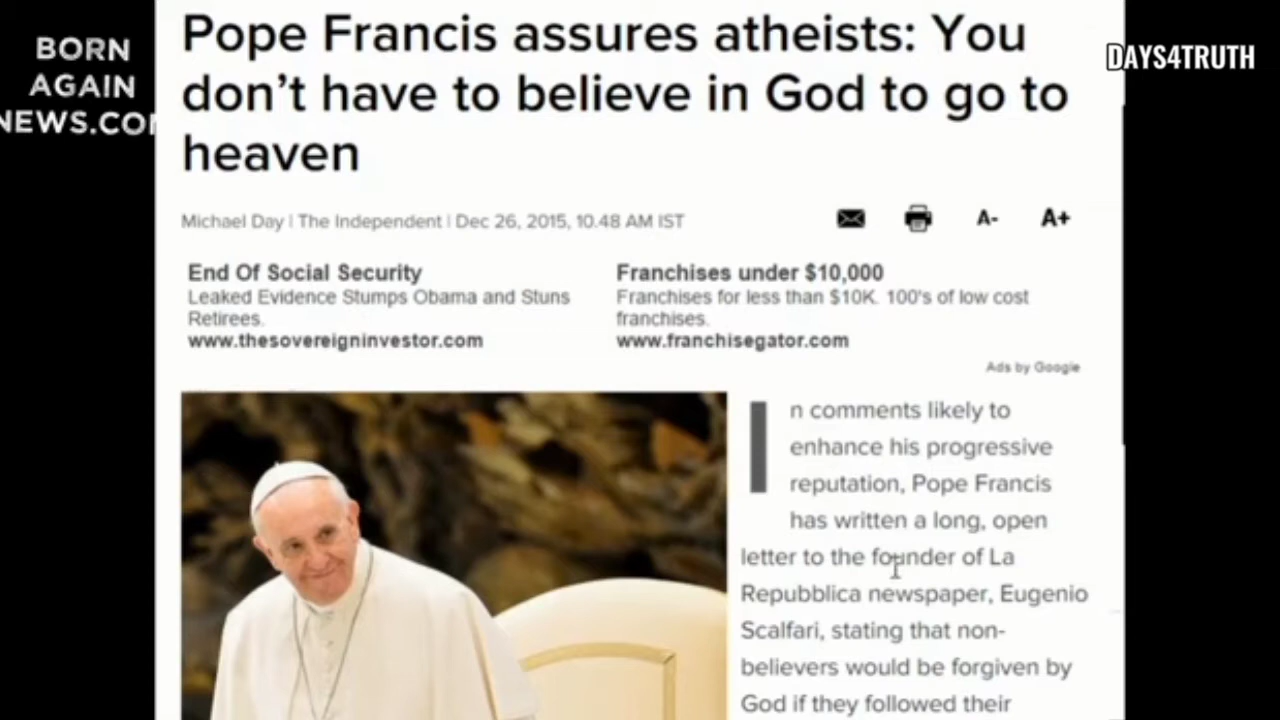 BORN
AGAIN
NEWS.CO
DAYS4TRUTH
Pope Francis assures atheists: You
don't have to believe in God to go to
heaven
Michael Day | The Independent | Dec 26, 2015, 10.48 AM IST
A- A+
End Of Social Security
Leaked Evidence Stumps Obama and Stuns
Retirees.
www.thesovereigninvestor.com
Franchises under $10,000
Franchises for less than $10K. 100's of low cost
franchises.
www.franchisegator.com
Ads by Google
In comments likely to
enhance his progressive
reputation, Pope Francis
has written a long, open
letter to the founder of La
Repubblica newspaper, Eugenio
Scalfari, stating that non-
believers would be forgiven by
God if they followed their